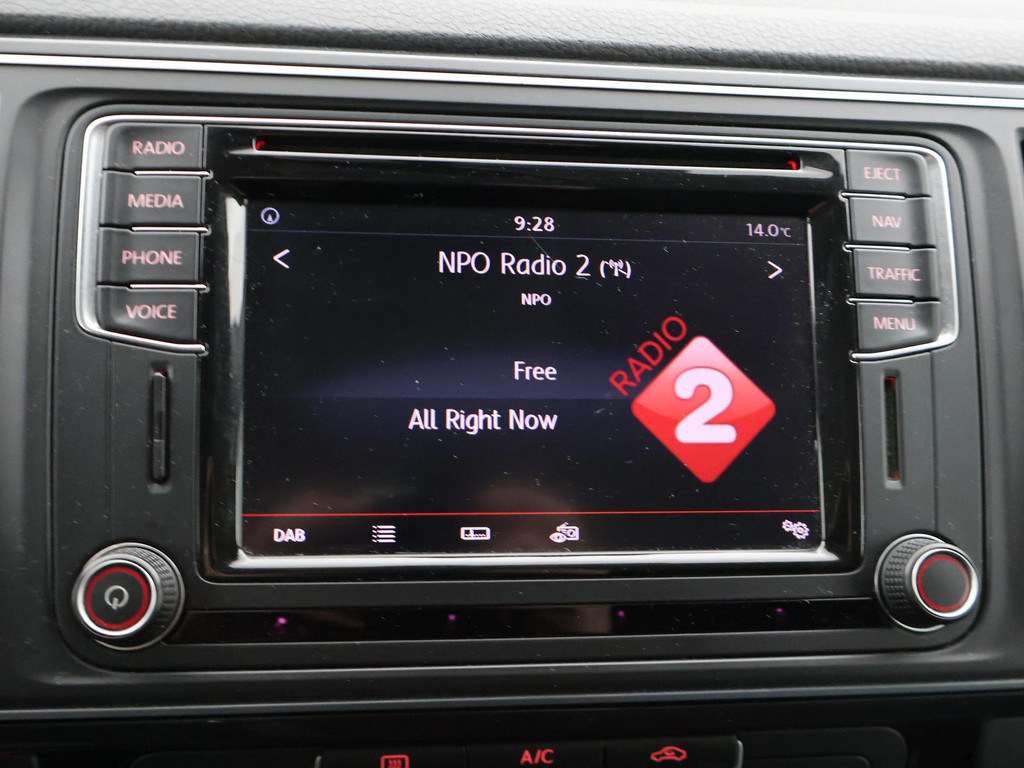 RADIO
MEDIA
PHONE
VOICE
EJECT
NAV
TRAFFIC
MENU
9:28
14.0°C
< NPO Radio 2 >
NPO
Free
All Right Now
RADIO
2
DAB
A/C